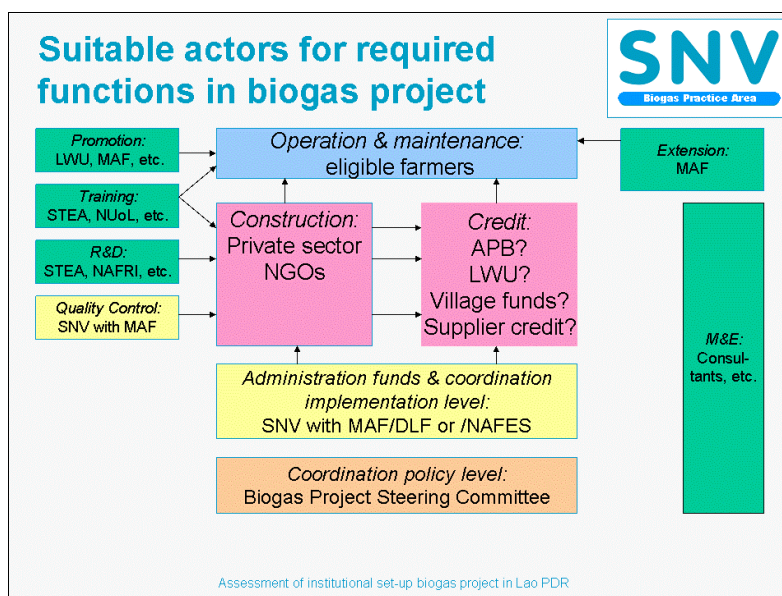 Suitable actors for required
functions in biogas project
SNV
Biogas Practice Area
Promotion:
LWU, MAF, etc.
Operation & maintenance:
eligible farmers
Extension:
MAF
Training:
STEA, NUoL, etc.
Construction:
Private sector
NGOs
Credit:
APB?
LWU?
Village funds?
Supplier credit?
R&D:
STEA, NAFRI, etc.
Quality Control:
SNV with MAF
M&E:
Consul-
tants, etc.
Administration funds & coordination
implementation level:
SNV with MAF/DLF or /NAFES
Coordination policy level:
Biogas Project Steering Committee
Assessment of institutional set-up biogas project in Lao PDR